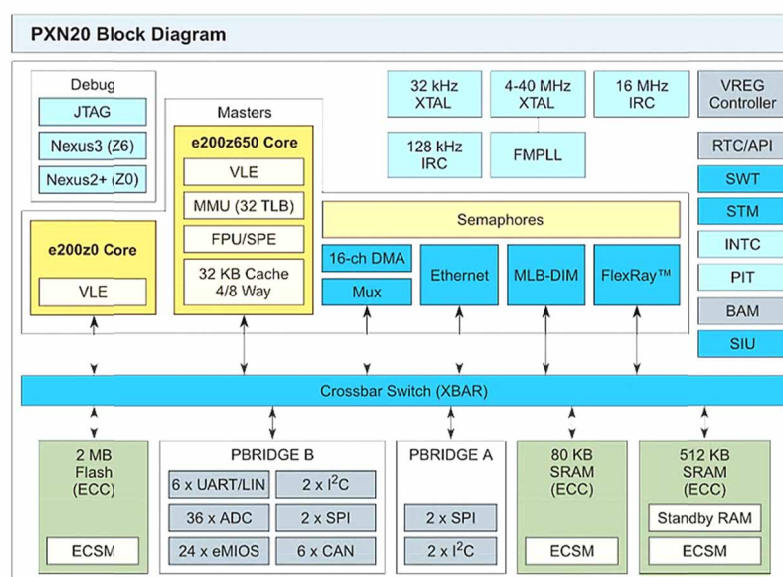 PXN20 Block Diagram
Debug
JTAG
Nexus3 (Z6)
Nexus2+ (Z0)
Masters
e200z650 Core
VLE
MMU (32 TLB)
FPU/SPE
32 KB Cache
4/8 Way
e200z0 Core
VLE
32 kHz
XTAL
4-40 MHz
XTAL
16 MHz
IRC
128 kHz
IRC
FMPLL
Semaphores
16-ch DMA
Mux
Ethernet
MLB-DIM
FlexRay™
VREG
Controller
RTC/API
SWT
STM
INTC
PIT
BAM
SIU
Crossbar Switch (XBAR)
2 MB
Flash
(ECC)
ECSM
PBRIDGE B
6 x UART/LIN
2 x I²C
36 x ADC
2 x SPI
24 x eMIOS
6 x CAN
PBRIDGE A
2 x SPI
2 x I²C
80 KB
SRAM
(ECC)
ECSM
512 KB
SRAM
(ECC)
Standby RAM
ECSM